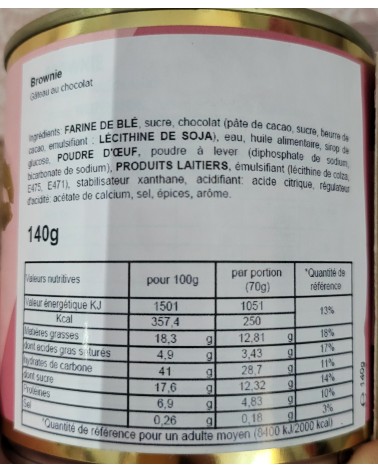 Brownie
Gâteau au chocolat
Ingrédients: FARINE DE BLÉ, sucre, chocolat (pâte de cacao, sucre, beurre de
cacao, émulsifiant : LÉCITHINE DE SOJA), eau, huile alimentaire, sirop de
glucose, POUDRE D'ŒUF, poudre à lever (diphosphate de sodium,
bicarbonate de sodium), PRODUITS LAITIERS, émulsifiant (lécithine de colza,
E475, E471), stabilisateur xanthane, acidifiant: acide citrique, régulateur
d'acidité: acétate de calcium, sel, épices, arôme.
140g
Valeurs nutritives pour 100g par portion (70g) *Quantité de référence
Valeur énergétique KJ 1501 1051 13%
Kcal 357,4 250
Matières grasses 18,3 g 12,81 g 18%
dont acides gras saturés 4,9 g 3,43 g 17%
Hydrates de carbone 41 g 28,7 g 11%
dont sucre 17,6 g 12,32 g 14%
Protéines 6,9 g 4,83 g 10%
Sel 0,26 g 0,18 g 3%
*Quantité de référence pour un adulte moyen (8400 kJ/2000 kcal)
140g